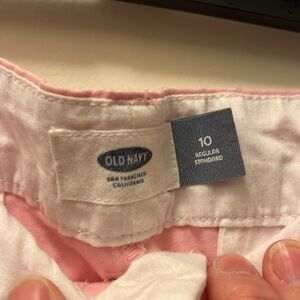 OLD NAVY
SAN FRANCISCO
CALIFORNIA
10
REGULAR
STANDARD